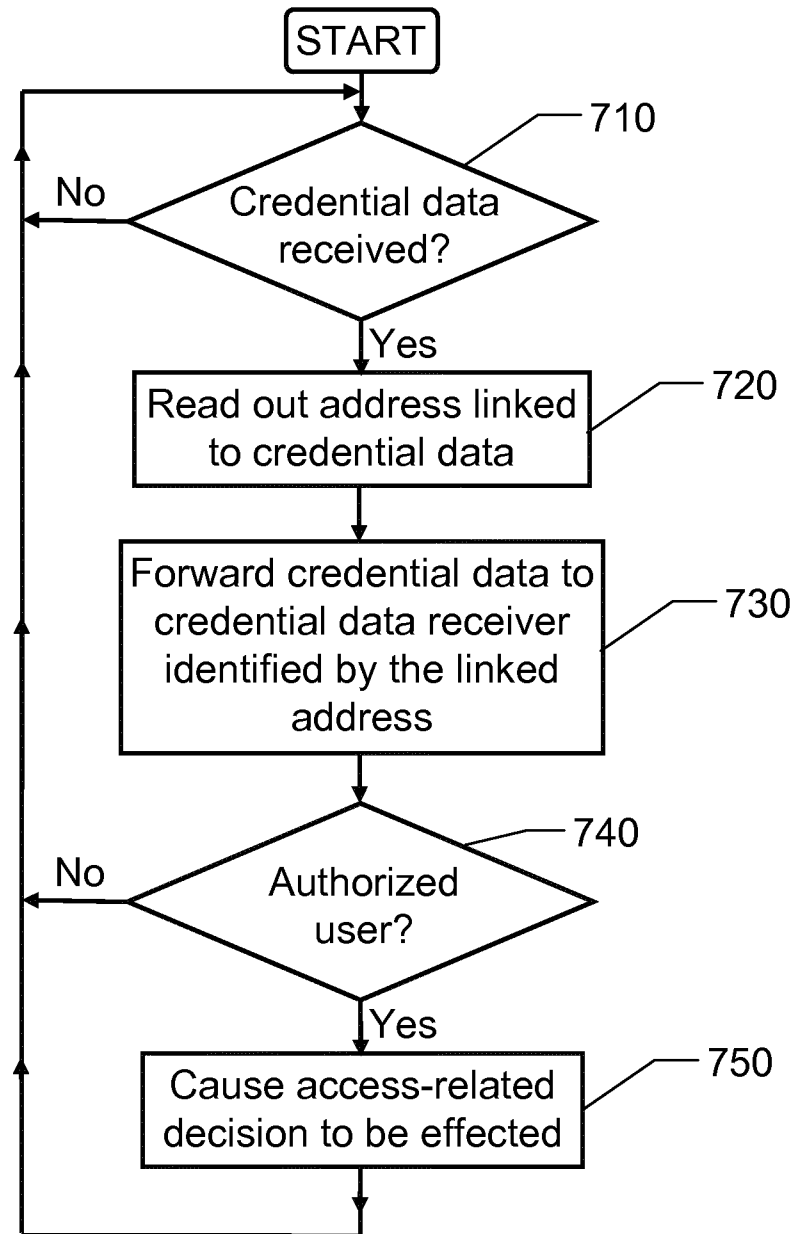 START
710
Credential data
received?
No
Yes
720
Read out address linked
to credential data
Forward credential data to
credential data receiver
identified by the linked
address
730
740
Authorized
user?
No
Yes
750
Cause access-related
decision to be effected